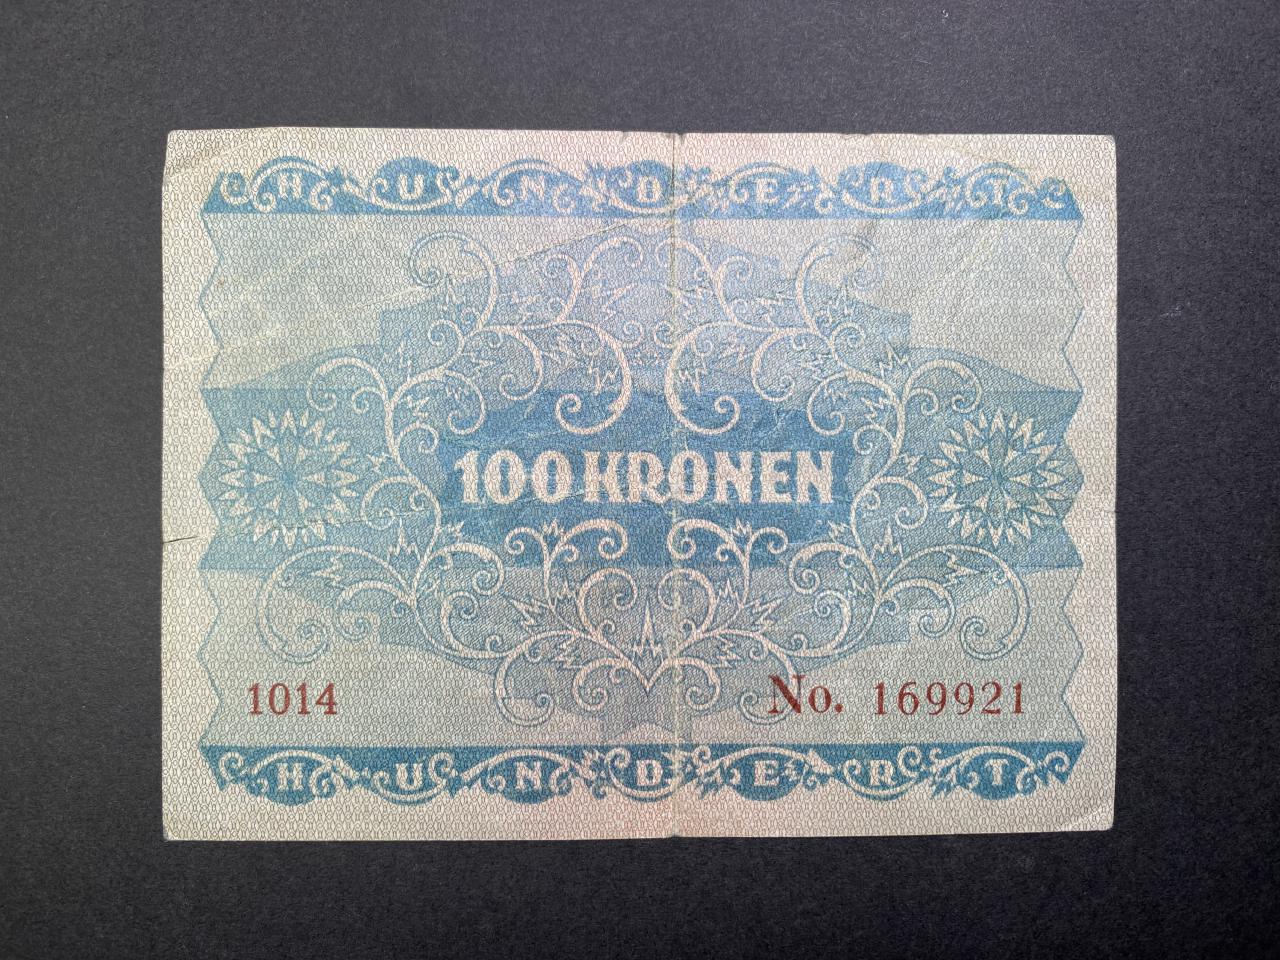 HUNDERT
100 KRONEN
1014 No. 169921
HUNDERT